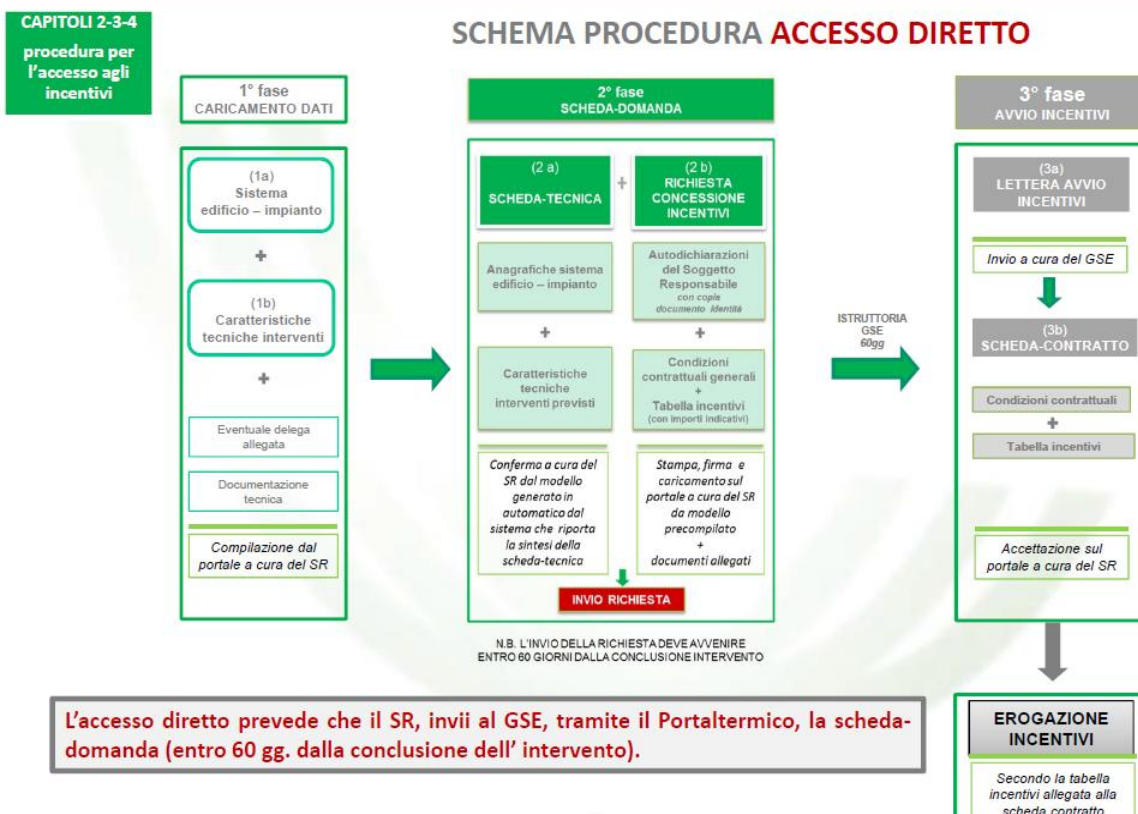 CAPITOLI 2-3-4
procedura per
l'accesso agli
incentivi
SCHEMA PROCEDURA ACCESSO DIRETTO
1° fase
CARICAMENTO DATI
(1a)
Sistema
edificio – impianto
+
(1b)
Caratteristiche
tecniche interventi
+
Eventuale delega
allegata
Documentazione
tecnica
Compilazione dal
portale a cura del SR
2° fase
SCHEDA-DOMANDA
(2 a)
SCHEDA-TECNICA
+
(2 b)
RICHIESTA
CONCESSIONE
INCENTIVI
Anagrafiche sistema
edificio – impianto
+
Caratteristiche
tecniche
interventi previsti
Autodichiarazioni
del Soggetto
Responsabile
con copia
documento identità
+
Condizioni
contrattuali generali
+
Tabella incentivi
(con importi indicativi)
Conferma a cura del
SR dal modello
generato in
automatico dal
sistema che riporta
la sintesi della
scheda-tecnica
Stampa, firma e
caricamento sul
portale a cura del SR
da modello
precompilato
+
documenti allegati
INVIO RICHIESTA
N.B. L'INVIO DELLA RICHIESTA DEVE AVVENIRE
ENTRO 60 GIORNI DALLA CONCLUSIONE INTERVENTO
ISTRUTTORIA
GSE
60gg
3° fase
AVVIO INCENTIVI
(3a)
LETTERA AVVIO
INCENTIVI
Invio a cura del GSE
(3b)
SCHEDA-CONTRATTO
Condizioni contrattuali
+
Tabella incentivi
Accettazione sul
portale a cura del SR
EROGAZIONE
INCENTIVI
Secondo la tabella
incentivi allegata alla
scheda contratto
L'accesso diretto prevede che il SR, invii al GSE, tramite il Portaltermico, la scheda-
domanda (entro 60 gg. dalla conclusione dell' intervento).